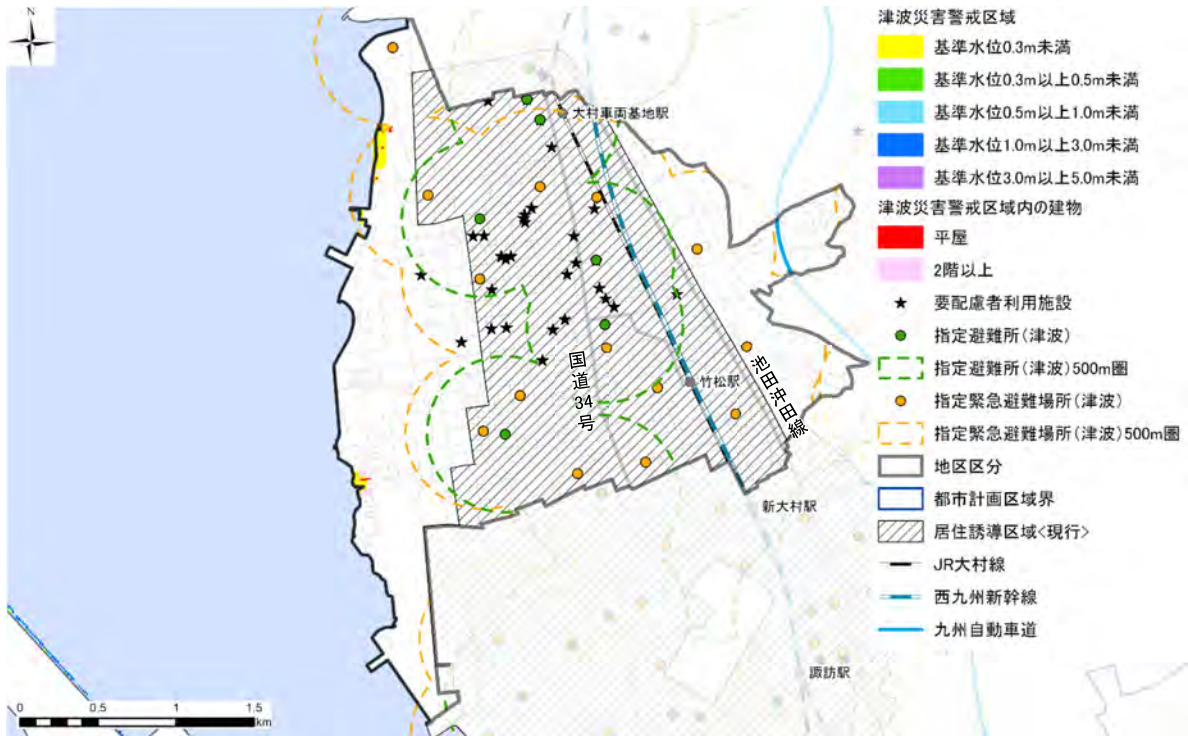 N
大村車両基地駅
竹松駅
国道34号
池田沖田線
新大村駅
諏訪駅
0 0.5 1 1.5
km
津波災害警戒区域
基準水位0.3m未満
基準水位0.3m以上0.5m未満
基準水位0.5m以上1.0m未満
基準水位1.0m以上3.0m未満
基準水位3.0m以上5.0m未満
津波災害警戒区域内の建物
平屋
2階以上
要配慮者利用施設
指定避難所(津波)
指定避難所(津波)500m圏
指定緊急避難場所(津波)
指定緊急避難場所(津波)500m圏
地区区分
都市計画区域界
居住誘導区域<現行>
JR大村線
西九州新幹線
九州自動車道